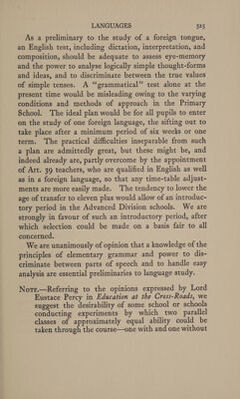 LANGUAGES 515
As a preliminary to the study of a foreign tongue,
an English test, including dictation, interpretation, and
composition, should be adequate to assess eye-memory
and the power to analyse logically simple thought-forms
and ideas, and to discriminate between the true values
of simple tenses. A “grammatical” test alone at the
present time would be misleading owing to the varying
conditions and methods of approach in the Primary
School. The ideal plan would be for all pupils to enter
on the study of one foreign language, the sifting out to
take place after a minimum period of six weeks or one
term. The practical difficulties inseparable from such
a plan are admittedly great, but these might be, and
indeed already are, partly overcome by the appointment
of Art. 39 teachers, who are qualified in English as well
as in a foreign language, so that any time-table adjust-
ments are more easily made. The tendency to lower the
age of transfer to eleven plus would allow of an introduc-
tory period in the Advanced Division schools. We are
strongly in favour of such an introductory period, after
which selection could be made on a basis fair to all
concerned.
We are unanimously of opinion that a knowledge of the
principles of elementary grammar and power to dis-
criminate between parts of speech and to handle easy
analysis are essential preliminaries to language study.
NOTE.—Referring to the opinions expressed by Lord
Eustace Percy in Education at the Cross-Roads, we
suggest the desirability of some school or schools
conducting experiments by which two parallel
classes of approximately equal ability could be
taken through the course—one with and one without